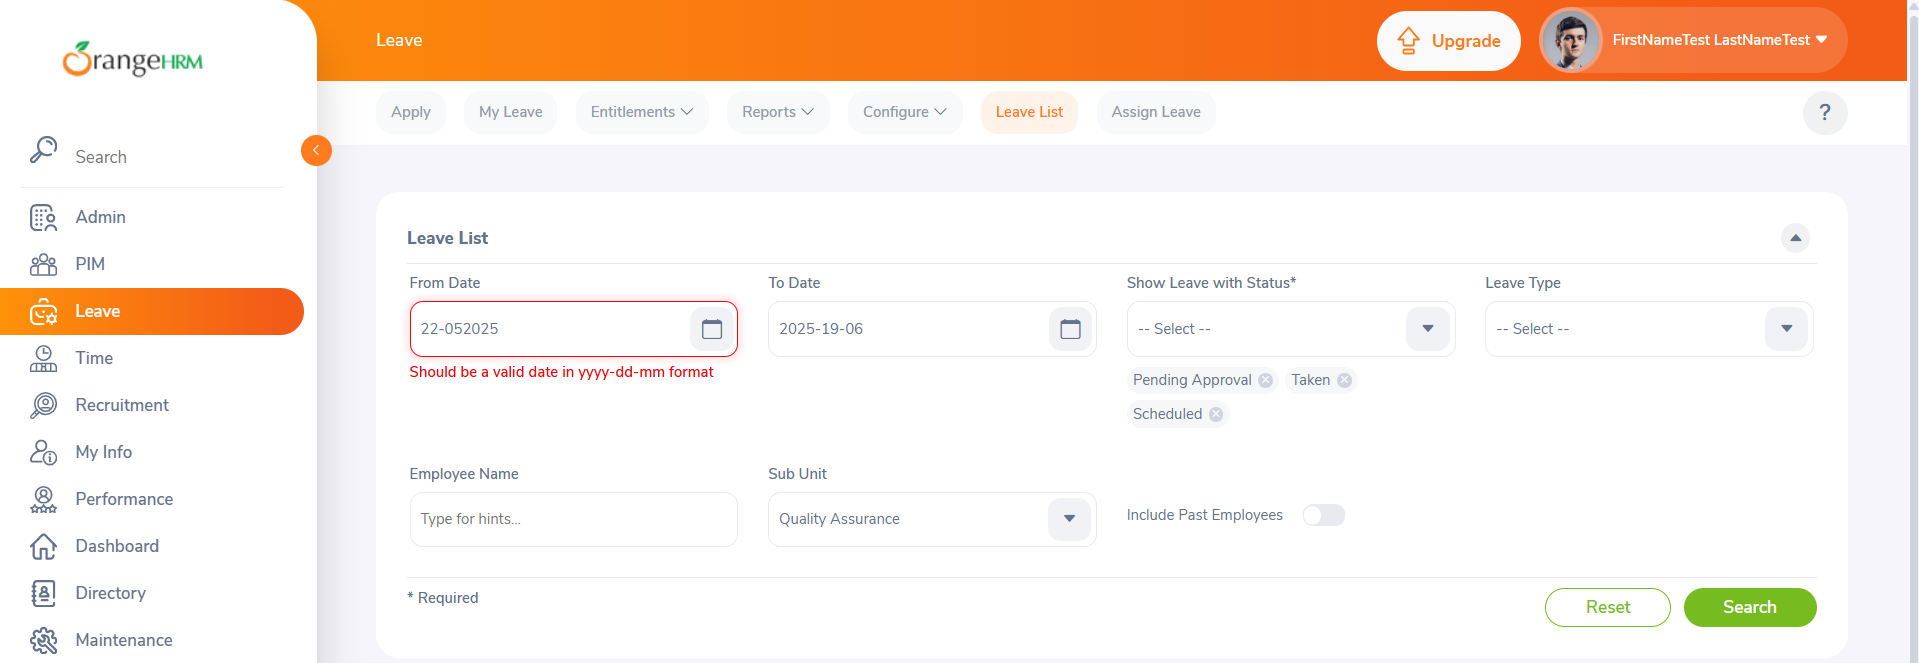 OrangeHRM
Leave
Upgrade
FirstNameTest LastNameTest
Apply
My Leave
Entitlements
Reports
Configure
Leave List
Assign Leave
?
Search
Admin
PIM
Leave
Time
Recruitment
My Info
Performance
Dashboard
Directory
Maintenance
Leave List
From Date
To Date
Show Leave with Status*
Leave Type
22-052025
2025-19-06
-- Select --
-- Select --
Should be a valid date in yyyy-dd-mm format
Pending Approval
Taken
Scheduled
Employee Name
Sub Unit
Type for hints...
Quality Assurance
Include Past Employees
* Required
Reset
Search